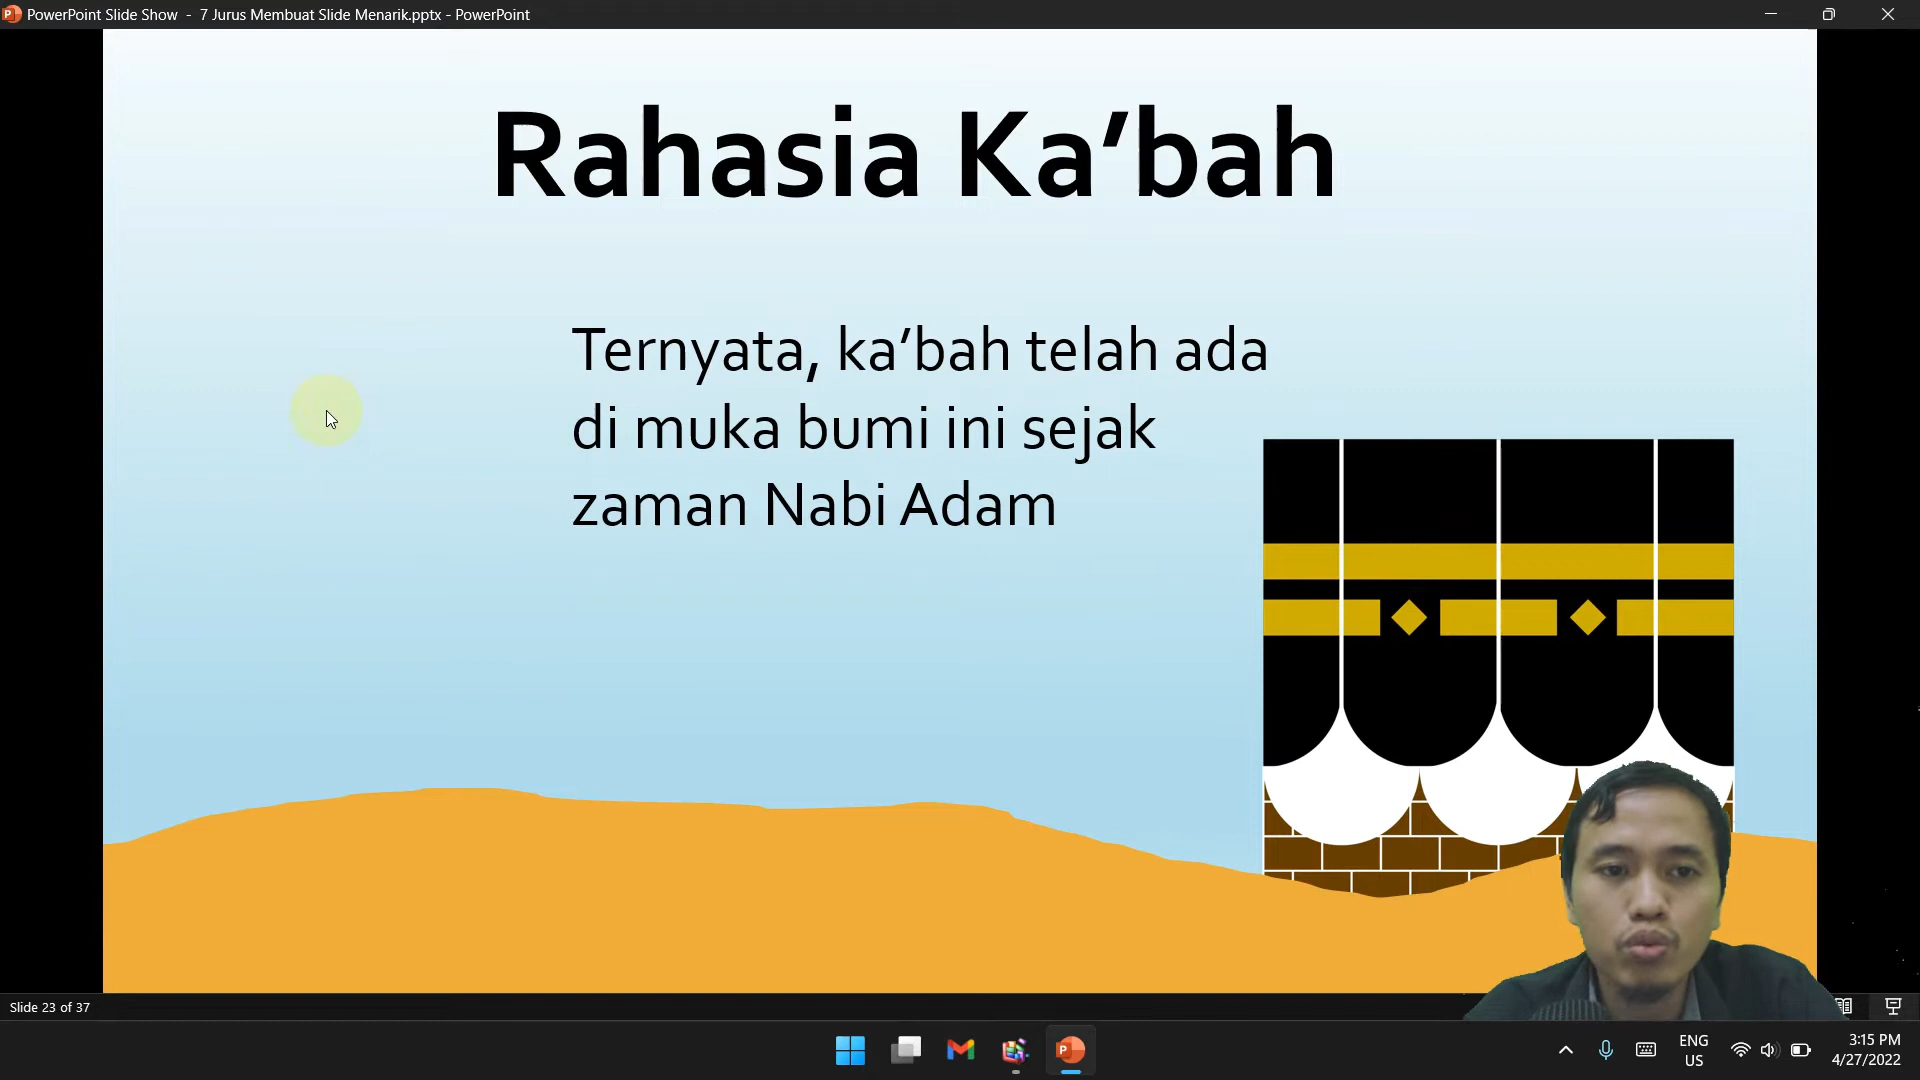 PowerPoint Slide Show - 7 Jurus Membuat Slide Menarik.pptx - PowerPoint
Rahasia Ka’bah
Ternyata, ka’bah telah ada
di muka bumi ini sejak
zaman Nabi Adam
Slide 23 of 37
ENG
US
3:15 PM
4/27/2022